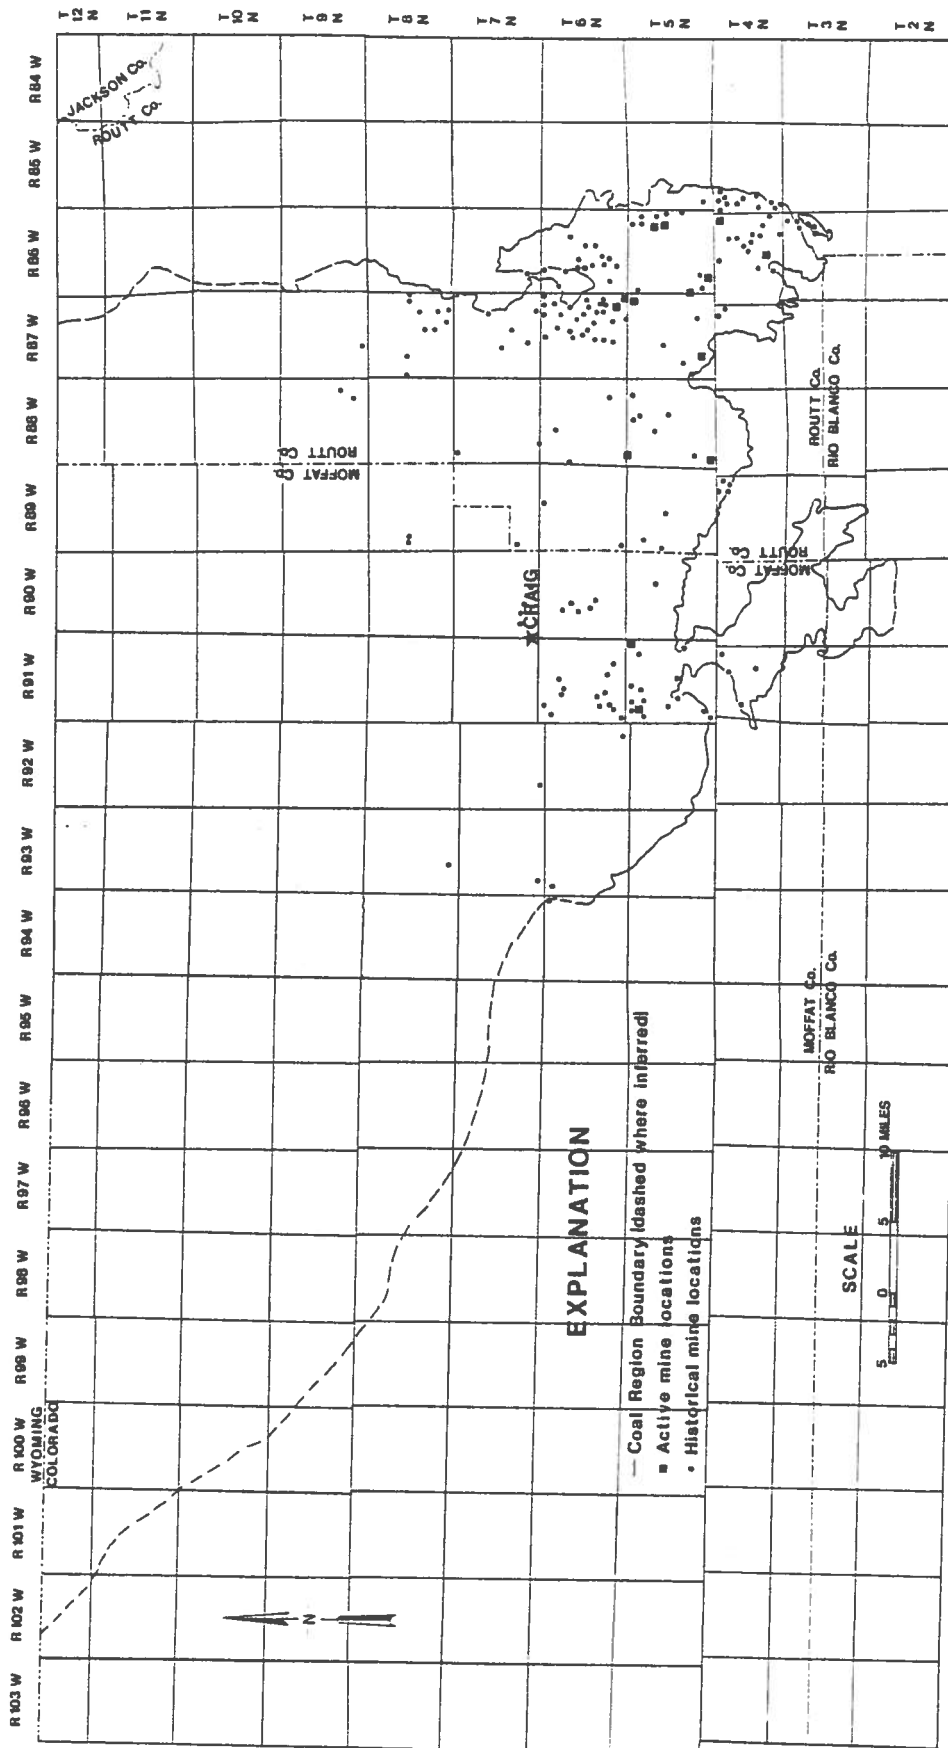 R 103 W
R 102 W
R 101 W
R 100 W
R 99 W
R 98 W
R 97 W
R 96 W
R 95 W
R 94 W
R 93 W
R 92 W
R 91 W
R 90 W
R 89 W
R 88 W
R 87 W
R 86 W
R 85 W
R 84 W
WYOMING
COLORADO
JACKSON Co.
ROUTT Co.
T 12 N
T 11 N
T 10 N
T 9 N
T 8 N
T 7 N
T 6 N
T 5 N
T 4 N
T 3 N
T 2 N
MOFFAT Co.
ROUTT Co.
N
CRAIG
EXPLANATION
Coal Region Boundary (dashed where inferred)
Active mine locations
Historical mine locations
MOFFAT Co.
ROUTT Co.
MOFFAT Co.
RIO BLANCO Co.
ROUTT Co.
RIO BLANCO Co.
SCALE
5 0 5 10 MILES